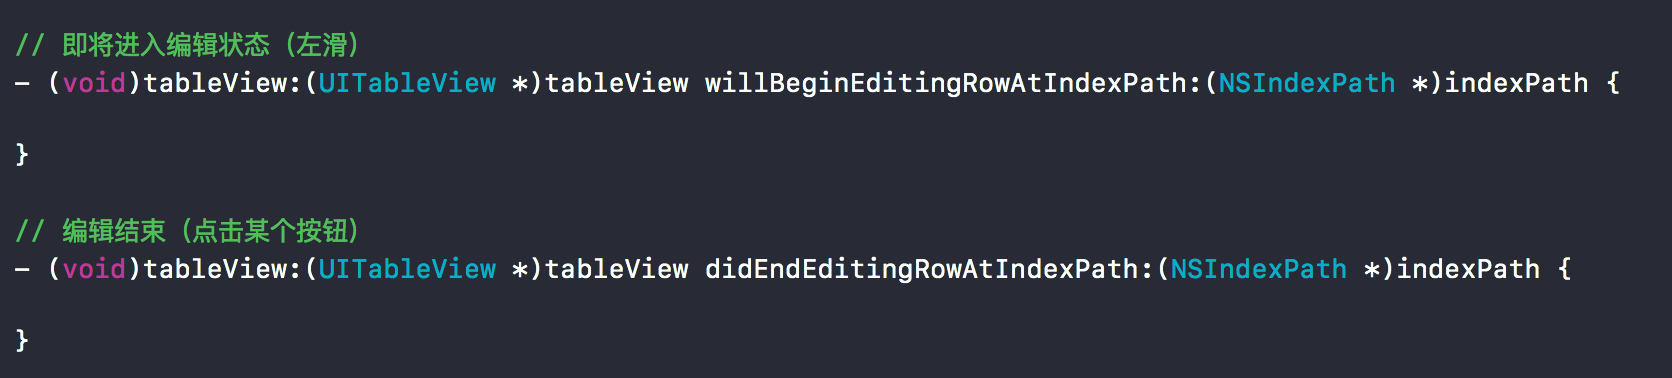 // 即将进入编辑状态（左滑）
- (void)tableView:(UITableView *)tableView willBeginEditingRowAtIndexPath:(NSIndexPath *)indexPath {
}
// 编辑结束（点击某个按钮）
- (void)tableView:(UITableView *)tableView didEndEditingRowAtIndexPath:(NSIndexPath *)indexPath {
}